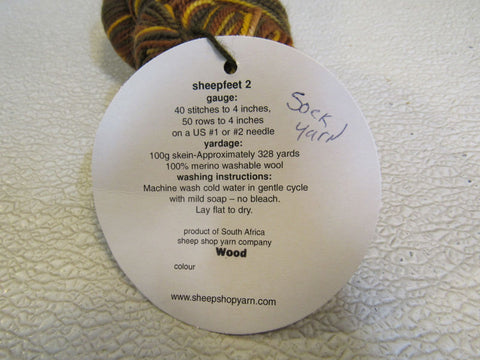 sheepfeet 2
gauge:
40 stitches to 4 inches,
50 rows to 4 inches
on a US #1 or #2 needle
yardage:
100g skein-Approximately 328 yards
100% merino washable wool
washing instructions:
Machine wash cold water in gentle cycle
with mild soap – no bleach.
Lay flat to dry.
product of South Africa
sheep shop yarn company
Wood
colour
www.sheepshopyarn.com
Sock
yarn